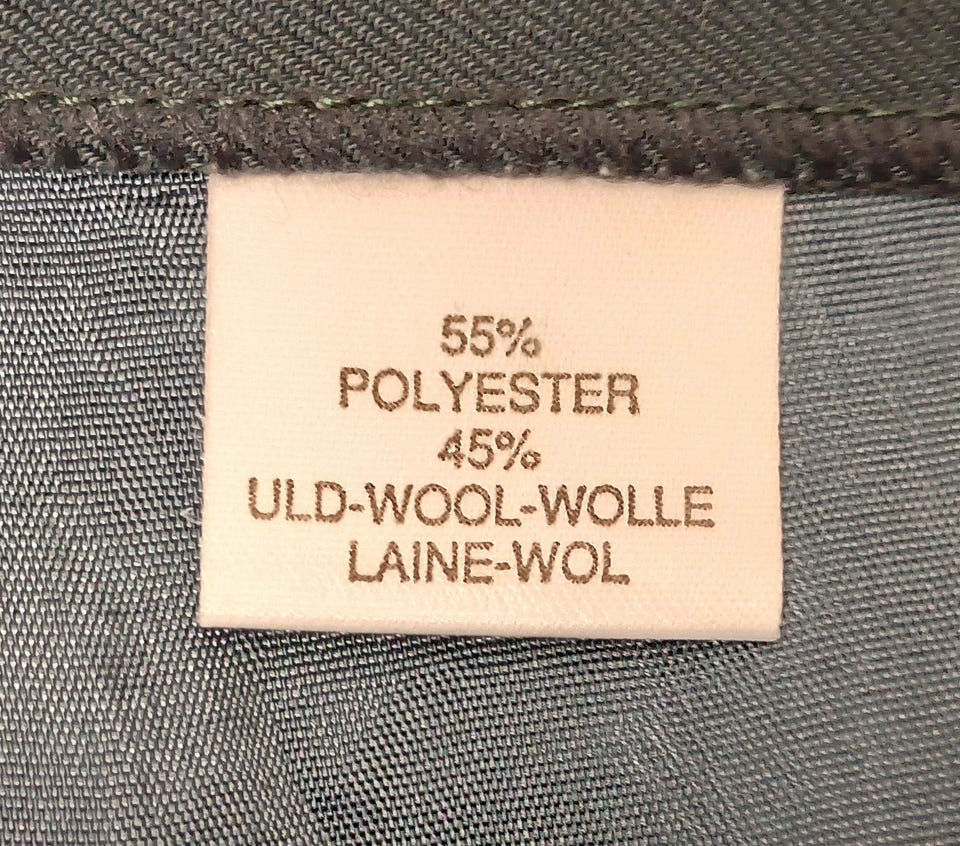 55%
POLYESTER
45%
ULD-WOOL-WOLLE
LAINE-WOL